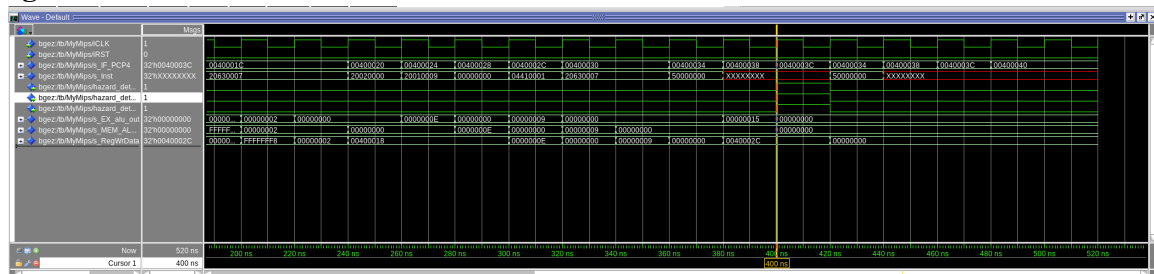 Wave - Default
Msgs
bgez:/tb/MyMips/iCLK 1
bgez:/tb/MyMips/iRST 0
bgez:/tb/MyMips/s_IF_PCP4 32'h0040003C 0040001C 00400020 00400024 00400028 0040002C 00400030 00400034 00400038 0040003C 00400034 00400038 0040003C 00400040
bgez:/tb/MyMips/s_Inst 32'hXXXXXXXX 20630007 20020000 20010009 00000000 04410001 20630007 50000000 XXXXXXXX 50000000 XXXXXXXX
bgez:/tb/MyMips/hazard_det... 1
bgez:/tb/MyMips/hazard_det... 1
bgez:/tb/MyMips/hazard_det... 1
bgez:/tb/MyMips/s_EX_alu_out 32'h00000000 00000... 00000002 00000000 0000000E 00000000 00000009 00000000 00000015 00000000
bgez:/tb/MyMips/s_MEM_AL... 32'h00000000 FFFFF... 00000002 00000000 0000000E 00000000 00000009 00000000 00000000
bgez:/tb/MyMips/s_RegWrData 32'h0040002C 00000... FFFFFFF8 00000002 00400018 0000000E 00000000 00000009 00000000 0040002C 00000000
Now 520 ns 200 ns 220 ns 240 ns 260 ns 280 ns 300 ns 320 ns 340 ns 360 ns 380 ns 400 ns 420 ns 440 ns 460 ns 480 ns 500 ns 520 ns
Cursor 1 400 ns 400 ns